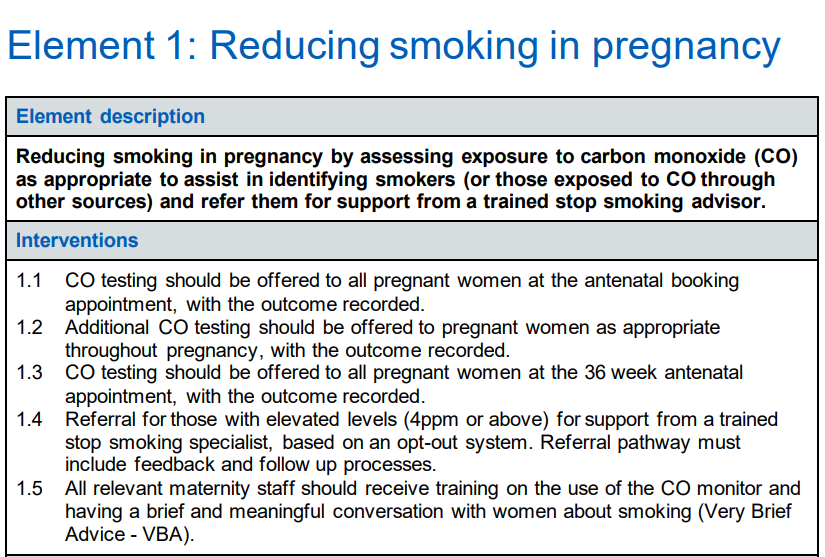 Element 1: Reducing smoking in pregnancy
Element description
Reducing smoking in pregnancy by assessing exposure to carbon monoxide (CO)
as appropriate to assist in identifying smokers (or those exposed to CO through
other sources) and refer them for support from a trained stop smoking advisor.
Interventions
1.1 CO testing should be offered to all pregnant women at the antenatal booking
appointment, with the outcome recorded.
1.2 Additional CO testing should be offered to pregnant women as appropriate
throughout pregnancy, with the outcome recorded.
1.3 CO testing should be offered to all pregnant women at the 36 week antenatal
appointment, with the outcome recorded.
1.4 Referral for those with elevated levels (4ppm or above) for support from a trained
stop smoking specialist, based on an opt-out system. Referral pathway must
include feedback and follow up processes.
1.5 All relevant maternity staff should receive training on the use of the CO monitor and
having a brief and meaningful conversation with women about smoking (Very Brief
Advice - VBA).